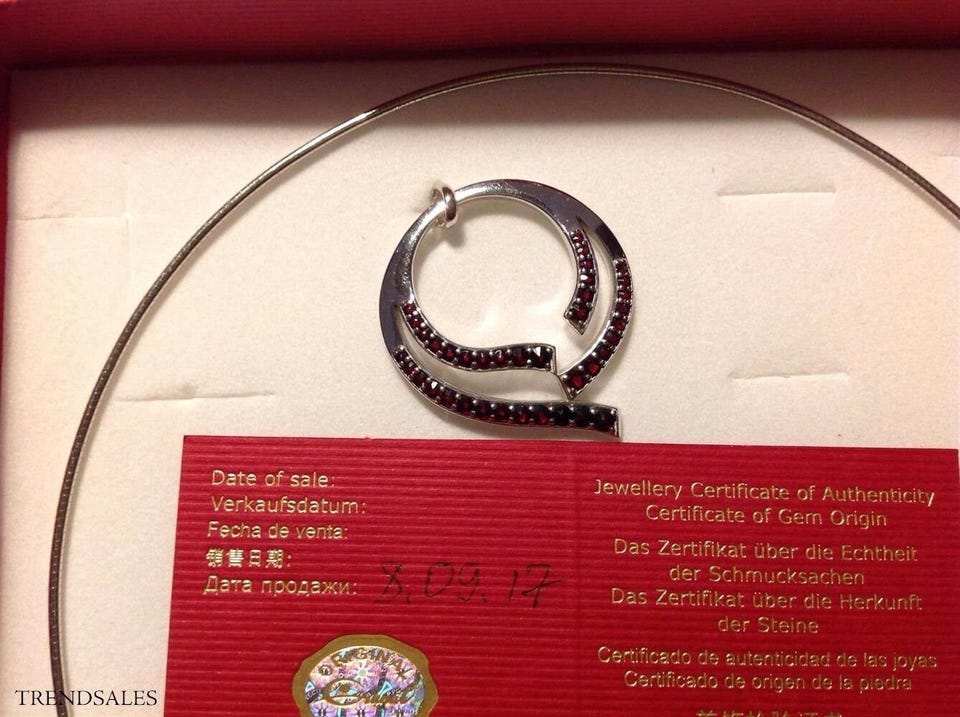 Date of sale:
Verkaufsdatum:
Fecha de venta:
銷售日期:
Дата продажи: 8.09.17
ORIGINAL
Jewellery Certificate of Authenticity
Certificate of Gem Origin
Das Zertifikat über die Echtheit
der Schmucksachen
Das Zertifikat über die Herkunft
der Steine
Certificado de autenticidad de las joyas
Certificado de origen de la piedra
TRENDSALES